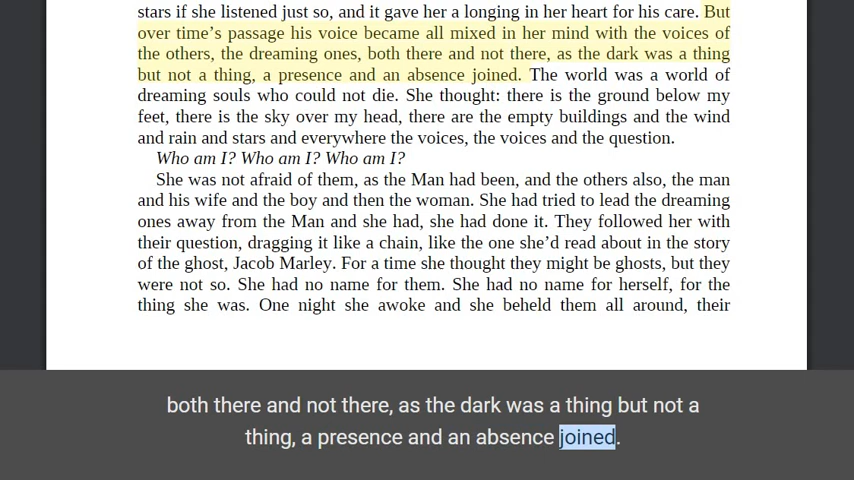 stars if she listened just so, and it gave her a longing in her heart for his care. But
over time’s passage his voice became all mixed in her mind with the voices of
the others, the dreaming ones, both there and not there, as the dark was a thing
but not a thing, a presence and an absence joined. The world was a world of
dreaming souls who could not die. She thought: there is the ground below my
feet, there is the sky over my head, there are the empty buildings and the wind
and rain and stars and everywhere the voices, the voices and the question.
Who am I? Who am I? Who am I?
She was not afraid of them, as the Man had been, and the others also, the man
and his wife and the boy and then the woman. She had tried to lead the dreaming
ones away from the Man and she had, she had done it. They followed her with
their question, dragging it like a chain, like the one she’d read about in the story
of the ghost, Jacob Marley. For a time she thought they might be ghosts, but they
were not so. She had no name for them. She had no name for herself, for the
thing she was. One night she awoke and she beheld them all around, their
both there and not there, as the dark was a thing but not a
thing, a presence and an absence joined.